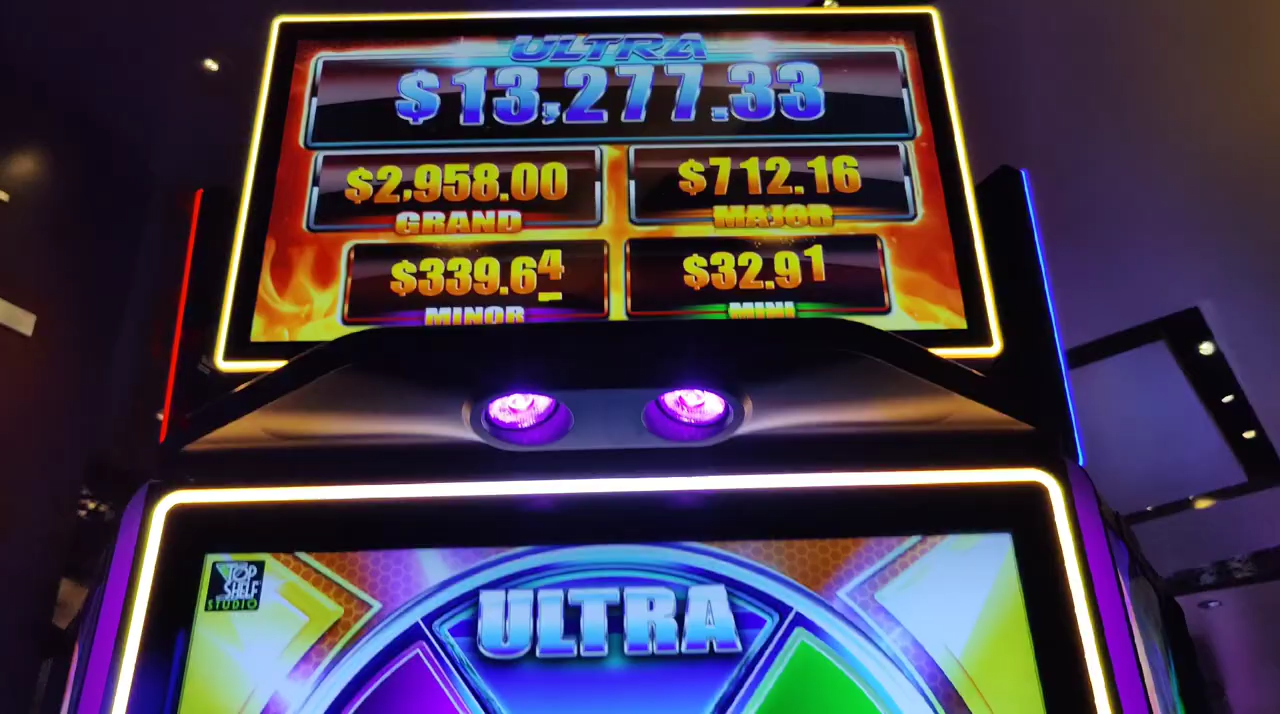 ULTRA
$13,277.33
$2,958.00
GRAND
$712.16
MAJOR
$339.64
MINOR
$32.91
MINI
TOP
SHELF
STUDIO
ULTRA